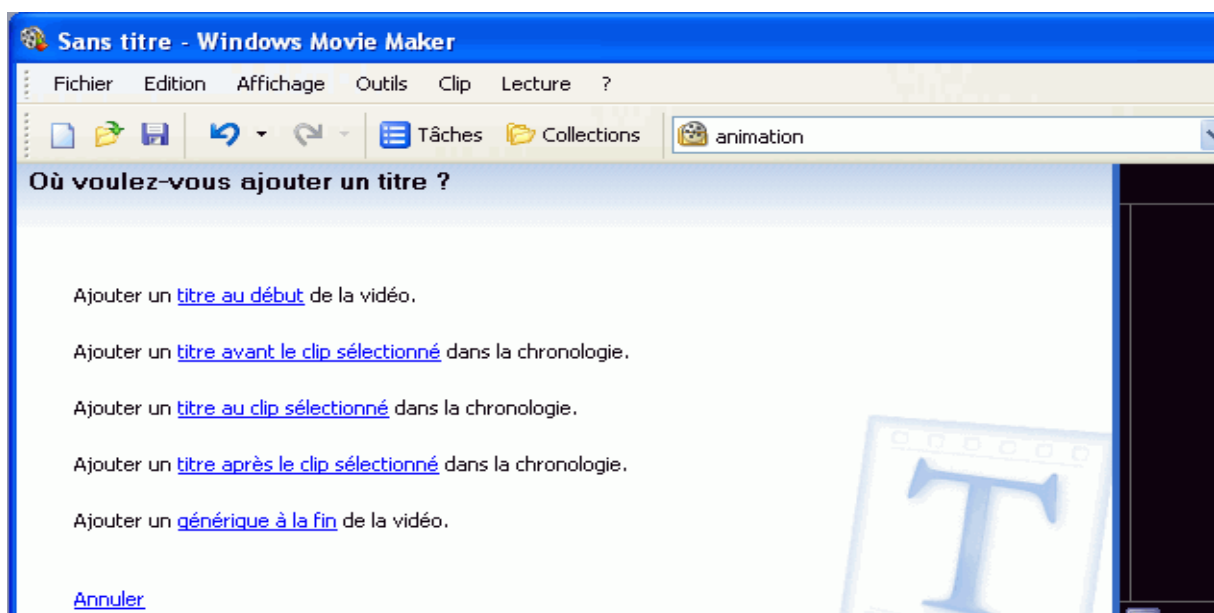 Sans titre - Windows Movie Maker
Fichier Edition Affichage Outils Clip Lecture ?
Tâches Collections animation
Où voulez-vous ajouter un titre ?
Ajouter un titre au début de la vidéo.
Ajouter un titre avant le clip sélectionné dans la chronologie.
Ajouter un titre au clip sélectionné dans la chronologie.
Ajouter un titre après le clip sélectionné dans la chronologie.
Ajouter un générique à la fin de la vidéo.
T
Annuler